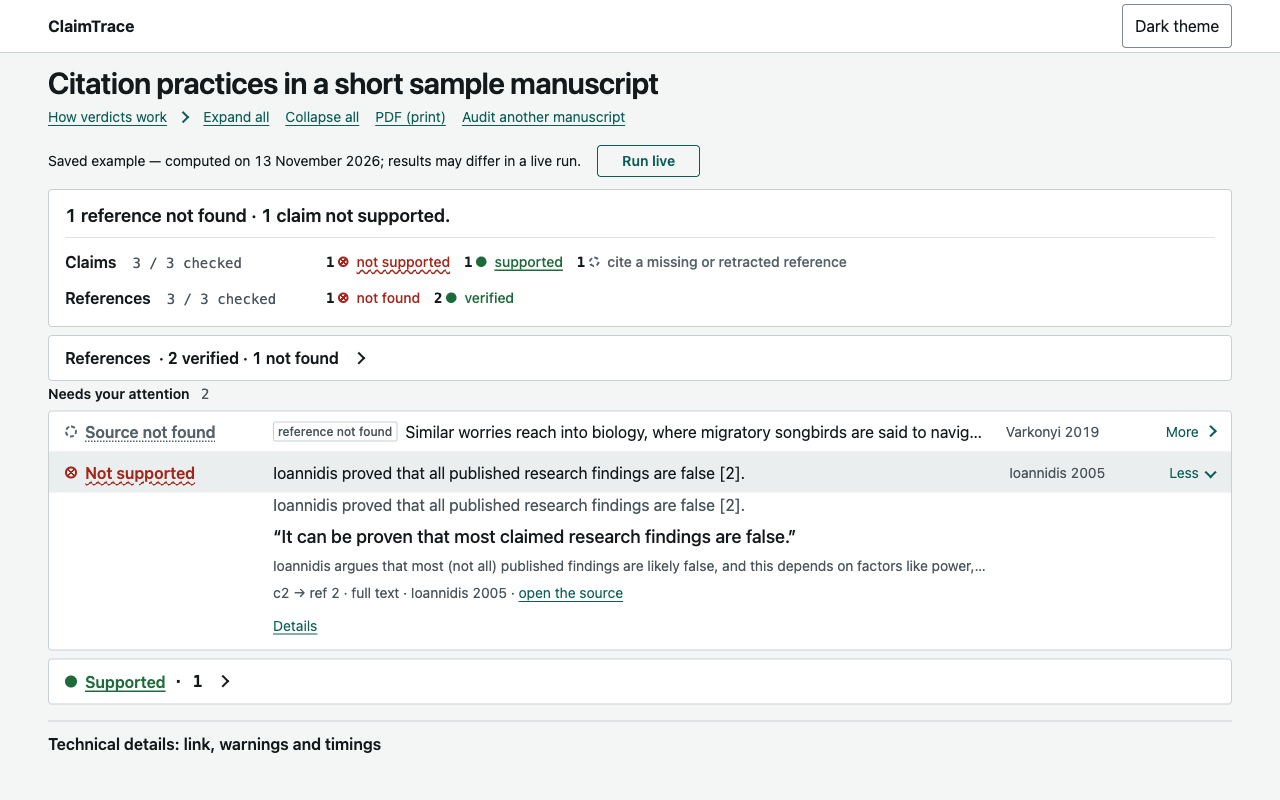 ClaimTrace
Dark theme
Citation practices in a short sample manuscript
How verdicts work Expand all Collapse all PDF (print) Audit another manuscript
Saved example — computed on 13 November 2026; results may differ in a live run. Run live
1 reference not found · 1 claim not supported.
Claims 3 / 3 checked 1 not supported 1 supported 1 cite a missing or retracted reference
References 3 / 3 checked 1 not found 2 verified
References · 2 verified · 1 not found
Needs your attention 2
Source not found reference not found Similar worries reach into biology, where migratory songbirds are said to navig... Varkonyi 2019 More
Not supported Ioannidis proved that all published research findings are false [2]. Ioannidis 2005 Less
Ioannidis proved that all published research findings are false [2].
“It can be proven that most claimed research findings are false.”
Ioannidis argues that most (not all) published findings are likely false, and this depends on factors like power,...
c2 → ref 2 · full text · Ioannidis 2005 · open the source
Details
Supported · 1
Technical details: link, warnings and timings